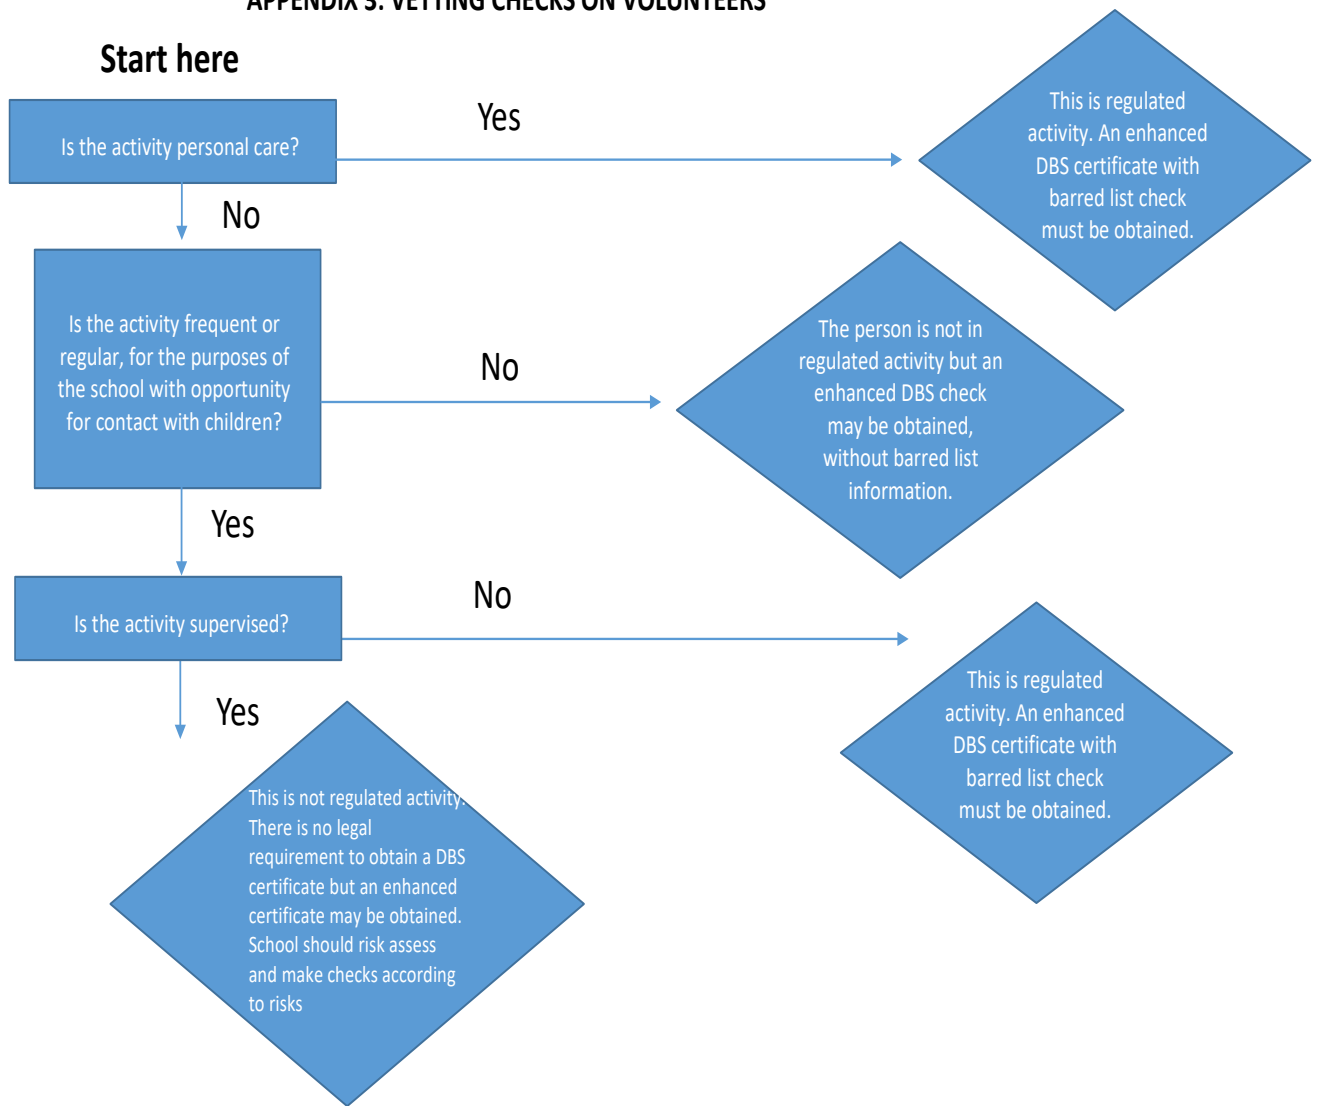 APPENDIX 3: VETTING CHECKS ON VOLUNTEERS
Start here
Is the activity personal care?
Yes
This is regulated
activity. An enhanced
DBS certificate with
barred list check
must be obtained.
No
Is the activity frequent or
regular, for the purposes of
the school with opportunity
for contact with children?
No
The person is not in
regulated activity but an
enhanced DBS check
may be obtained,
without barred list
information.
Yes
Is the activity supervised?
No
This is regulated
activity. An enhanced
DBS certificate with
barred list check
must be obtained.
Yes
This is not regulated activity.
There is no legal
requirement to obtain a DBS
certificate but an enhanced
certificate may be obtained.
School should risk assess
and make checks according
to risks